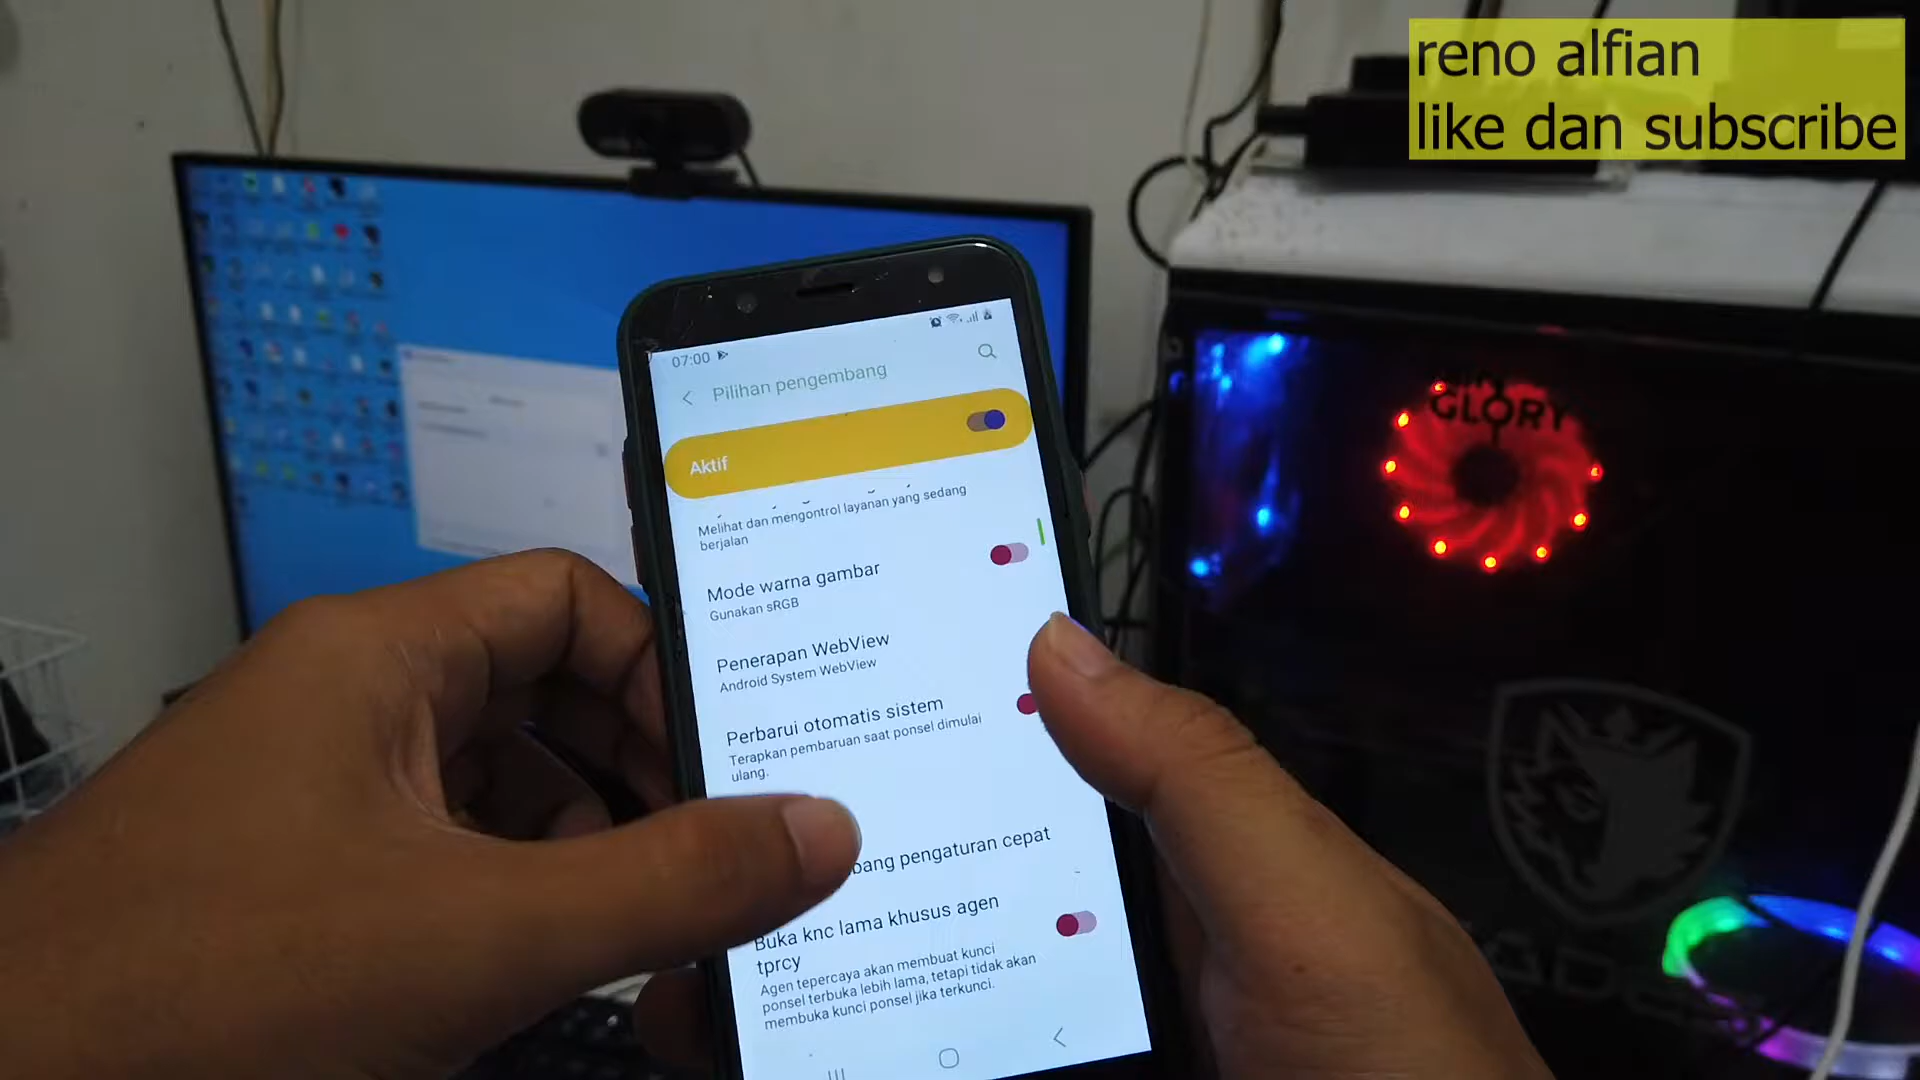 reno alfian
like dan subscribe
GLORY
07:00
Pilihan pengembang
Aktif
Melihat dan mengontrol layanan yang sedang
berjalan
Mode warna gambar
Gunakan sRGB
Penerapan WebView
Android System WebView
Perbarui otomatis sistem
Terapkan pembaruan saat ponsel dimulai
ulang.
bang pengaturan cepat
Buka knc lama khusus agen
tprcy
Agen tepercaya akan membuat kunci
ponsel terbuka lebih lama, tetapi tidak akan
membuka kunci ponsel jika terkunci.